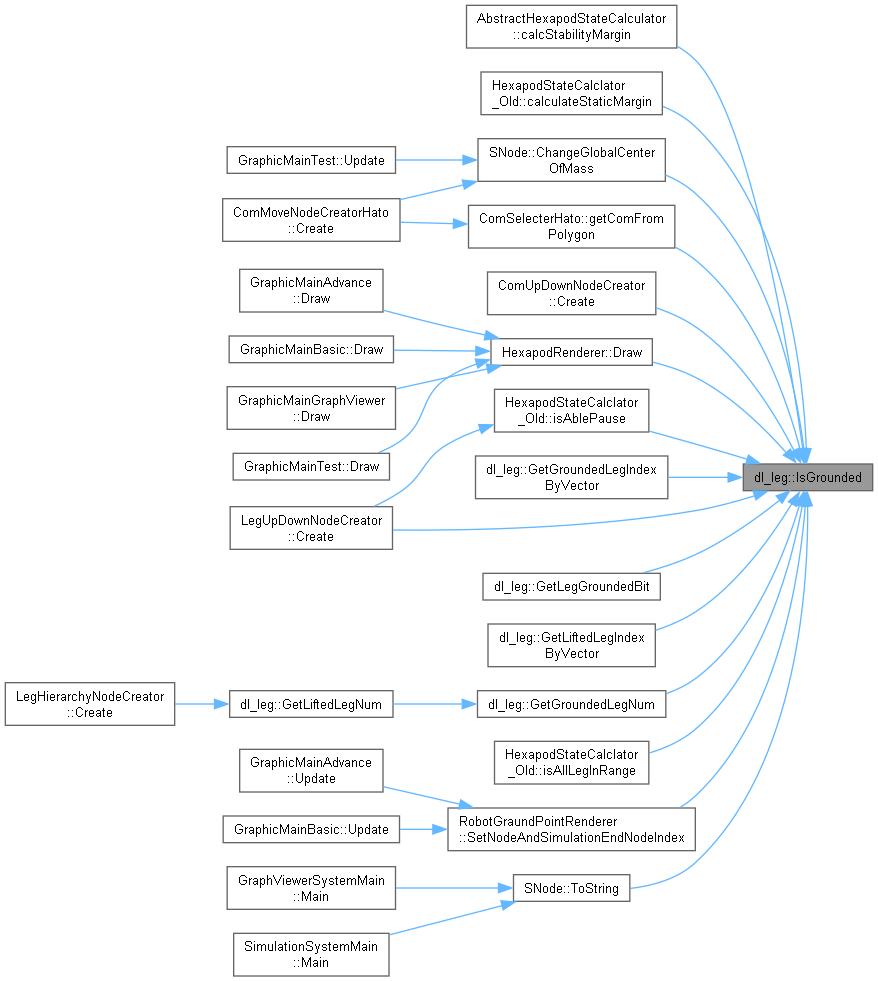 AbstractHexapodStateCalculator
::calcStabilityMargin
HexapodStateCalclator
_Old::calculateStaticMargin
SNode::ChangeGlobalCenter
OfMass
GraphicMainTest::Update
ComMoveNodeCreatorHato
::Create
ComSelecterHato::getComFrom
Polygon
GraphicMainAdvance
::Draw
ComUpDownNodeCreator
::Create
GraphicMainBasic::Draw
HexapodRenderer::Draw
GraphicMainGraphViewer
::Draw
HexapodStateCalclator
_Old::isAblePause
GraphicMainTest::Draw
dl_leg::GetGroundedLegIndex
ByVector
dl_leg::IsGrounded
LegUpDownNodeCreator
::Create
dl_leg::GetLegGroundedBit
dl_leg::GetLiftedLegIndex
ByVector
LegHierarchyNodeCreator
::Create
dl_leg::GetLiftedLegNum
dl_leg::GetGroundedLegNum
HexapodStateCalclator
_Old::isAllLegInRange
GraphicMainAdvance
::Update
RobotGraundPointRenderer
::SetNodeAndSimulationEndNodeIndex
GraphicMainBasic::Update
GraphViewerSystemMain
::Main
SNode::ToString
SimulationSystemMain
::Main